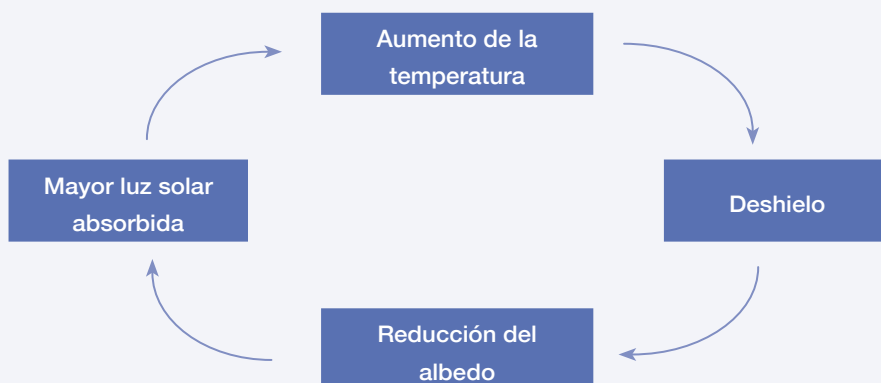 Aumento de la
temperatura
Deshielo
Reducción del
albedo
Mayor luz solar
absorbida